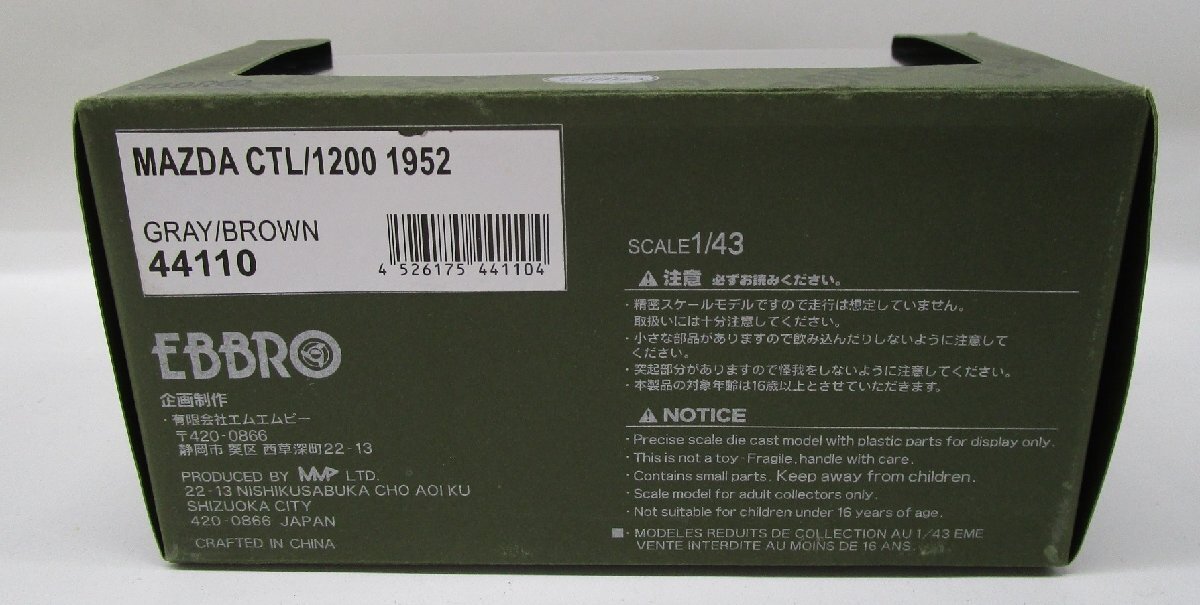 EBBRO
MAZDA CTL/1200 1952
GRAY/BROWN
44110
4 526175 441104
EBBRO
企画制作
・有限会社エムエムピー
〒420-0866
静岡市 葵区 西草深町22-13
PRODUCED BY MMP LTD.
22-13 NISHIKUSABUKA CHO AOI KU
SHIZUOKA CITY
420-0866 JAPAN
CRAFTED IN CHINA
SCALE1/43
注意 必ずお読みください。
・精密スケールモデルですので走行は想定していません。
取扱いには十分注意してください。
・小さな部品がありますので飲み込んだりしないように注意して
ください。
・突起部分がありますので怪我をしないように注意してください。
・本製品の対象年齢は16歳以上とさせていただきます。
NOTICE
・Precise scale die cast model with plastic parts for display only.
・This is not a toy-Fragile, handle with care.
・Contains small parts. Keep away from children.
・Scale model for adult collectors only.
・Not suitable for children under 16 years of age.
・MODELES REDUITS DE COLLECTION AU 1/43 EME
VENTE INTERDITE AU MOINS DE 16 ANS.